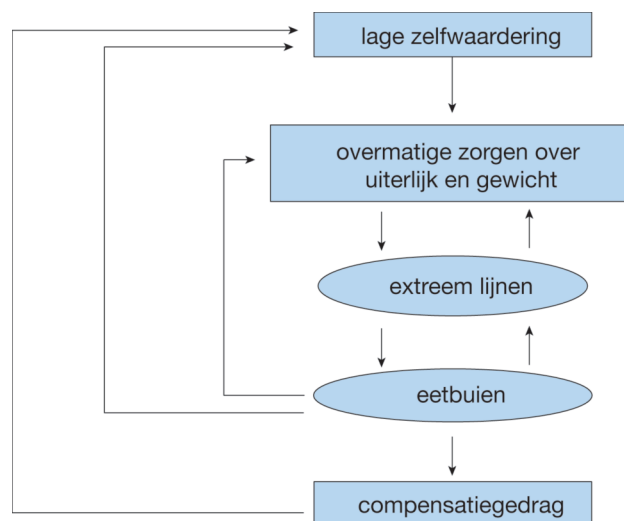 lage zelfwaardering
overmatige zorgen over
uiterlijk en gewicht
extreem lijnen
eetbuien
compensatiegedrag